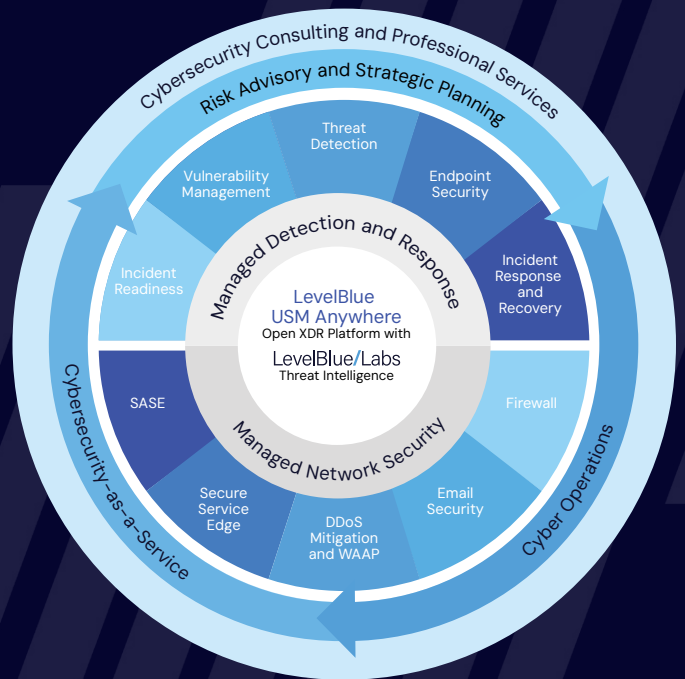 Cybersecurity Consulting and Professional Services
Risk Advisory and Strategic Planning
Threat
Detection
Vulnerability
Management
Endpoint
Security
Incident
Readiness
Incident
Response
and
Recovery
Managed Detection and Response
LevelBlue
USM Anywhere
Open XDR Platform with
LevelBlue/Labs
Threat Intelligence
Managed Network Security
SASE
Firewall
Secure
Service
Edge
Email
Security
DDoS
Mitigation
and WAAP
Cybersecurity-as-a-Service
Cyber Operations